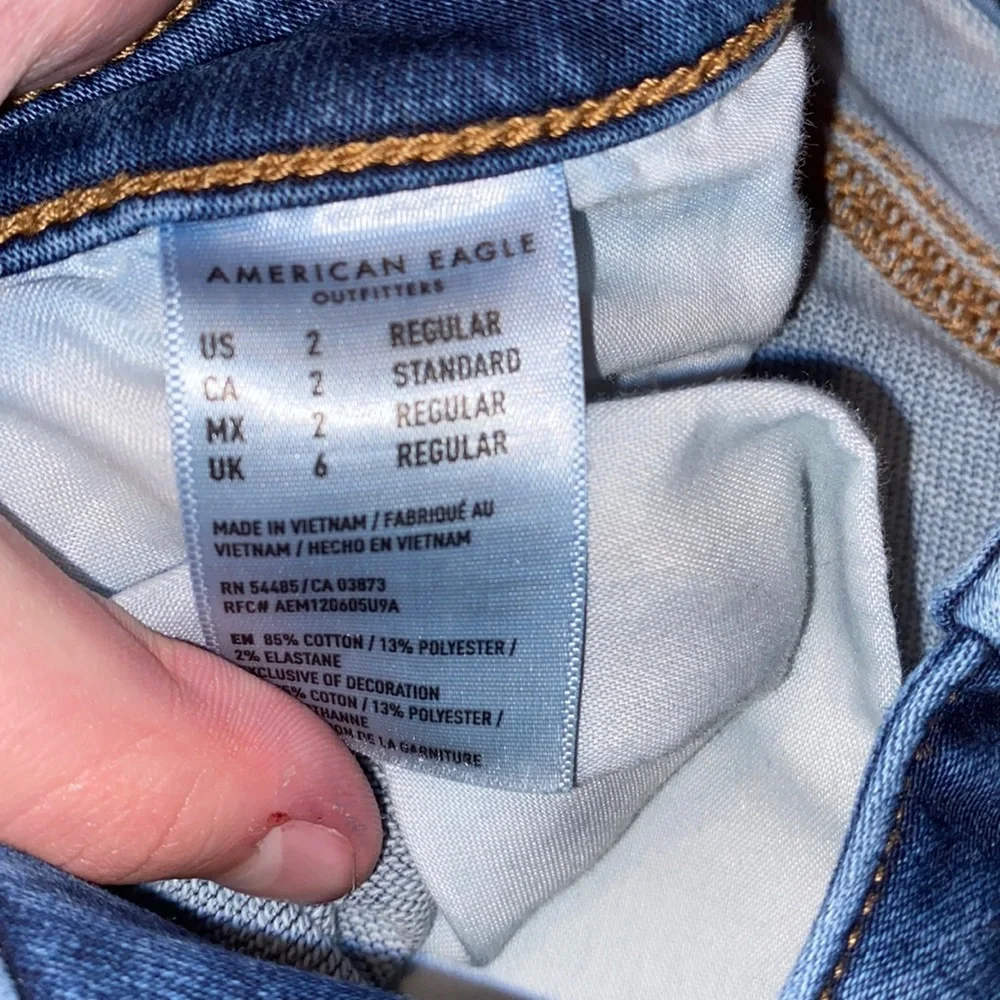 AMERICAN EAGLE
OUTFITTERS
US 2 REGULAR
CA 2 STANDARD
MX 2 REGULAR
UK 6 REGULAR
MADE IN VIETNAM / FABRIQUÉ AU
VIETNAM / HECHO EN VIETNAM
RN 54485/CA 03873
RFC# AEM120605U9A
EN 85% COTTON / 13% POLYESTER /
2% ELASTANE
EXCLUSIVE OF DECORATION
COTON / 13% POLYESTER /
DE LA GARNITURE